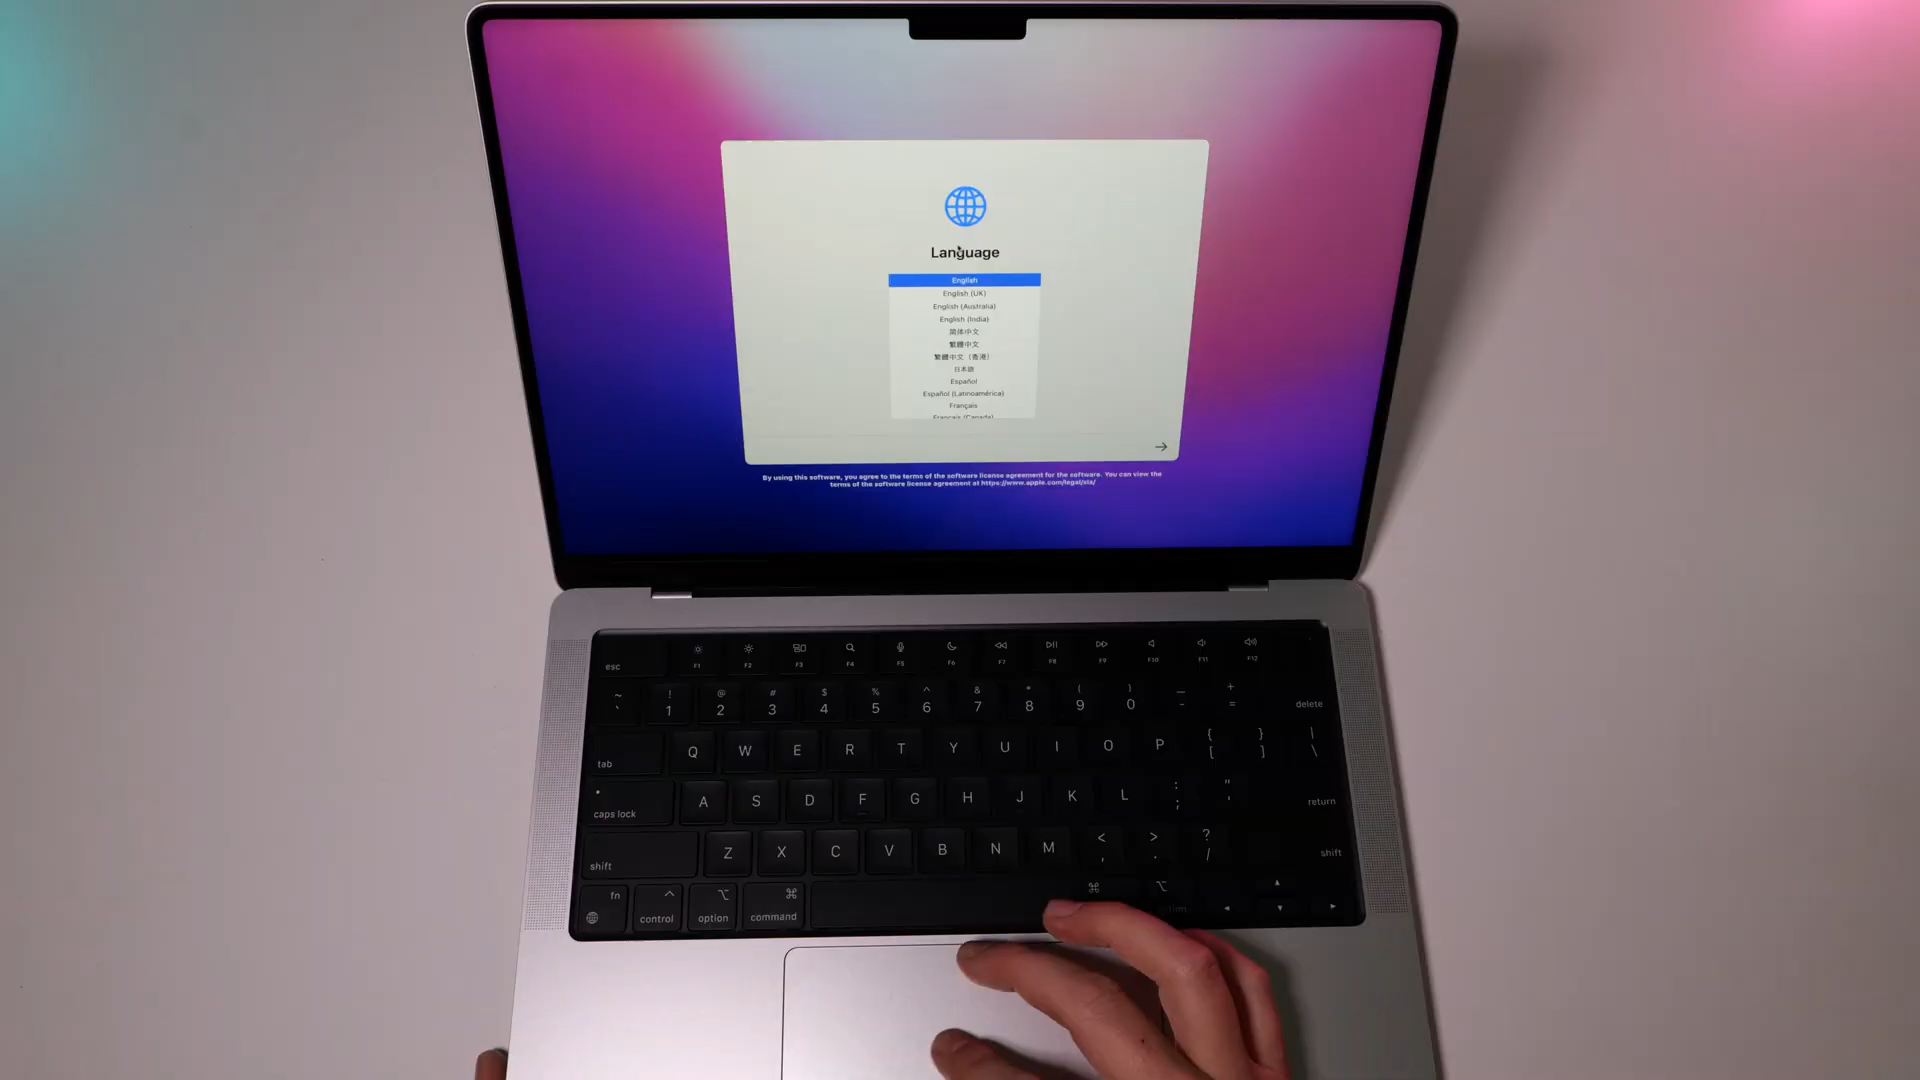 Language
English
English (UK)
English (Australia)
English (India)
简体中文
繁體中文
繁體中文（香港）
日本語
Español
Español (Latinoamérica)
Français
Français (Canada)
→
By using this software, you agree to the terms of the software license agreement for the software. You can view the
terms of the software license agreement at https://www.apple.com/legal/sla/
esc F1 F2 F3 F4 F5 F6 F7 F8 F9 F10 F11 F12
~ ! @ # $ % ^ & * ( ) _ +
` 1 2 3 4 5 6 7 8 9 0 - = delete
{ } |
tab Q W E R T Y U I O P [ ] \
: "
caps lock A S D F G H J K L ; ' return
< > ?
shift Z X C V B N M , . / shift
fn ^ ⌥ ⌘ ⌘ ⌥ ▲
control option command ◄ ▼ ►